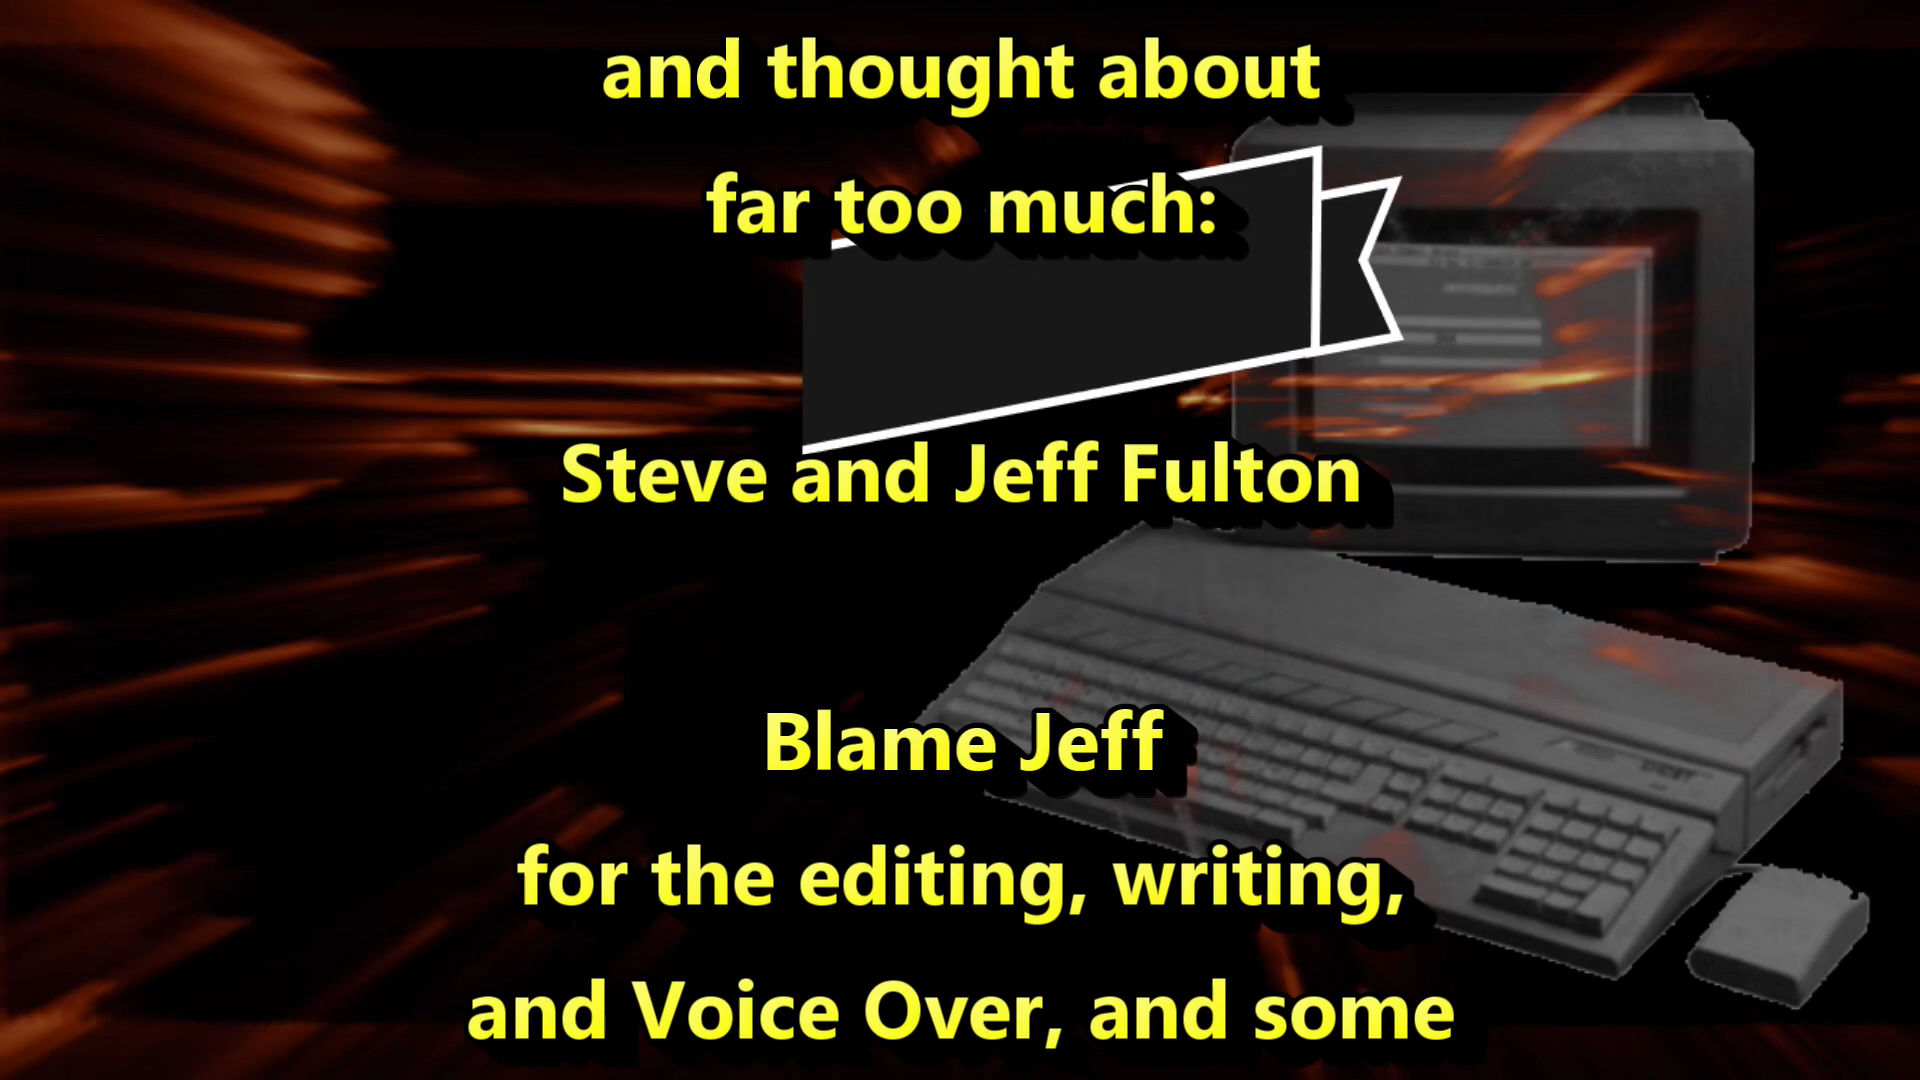 and thought about
far too much:
Steve and Jeff Fulton
Blame Jeff
for the editing, writing,
and Voice Over, and some